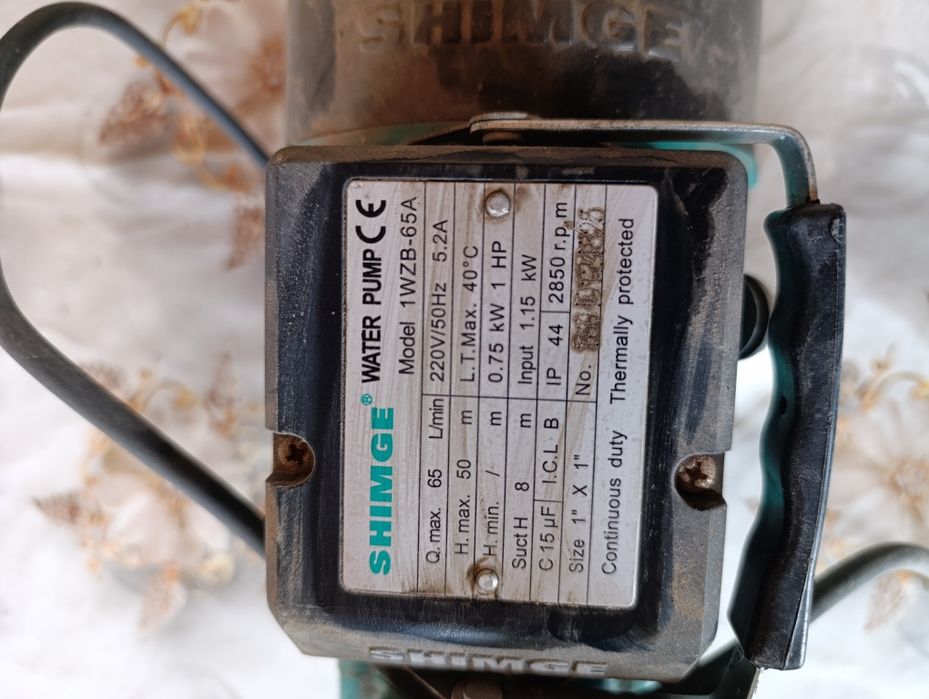 SHIMGE
SHIMGE® WATER PUMP CE
Model 1WZB-65A
Q. max. 65 L/min 220V/50Hz 5.2A
H. max. 50 m L.T.Max. 40°C
H. min. / m 0.75 kW 1 HP
Suct H 8 m Input 1.15 kW
C 15 µF I.C.L. B IP 44 2850 r.p.m
Size 1" X 1" No.
Continuous duty Thermally protected
SHIMGE